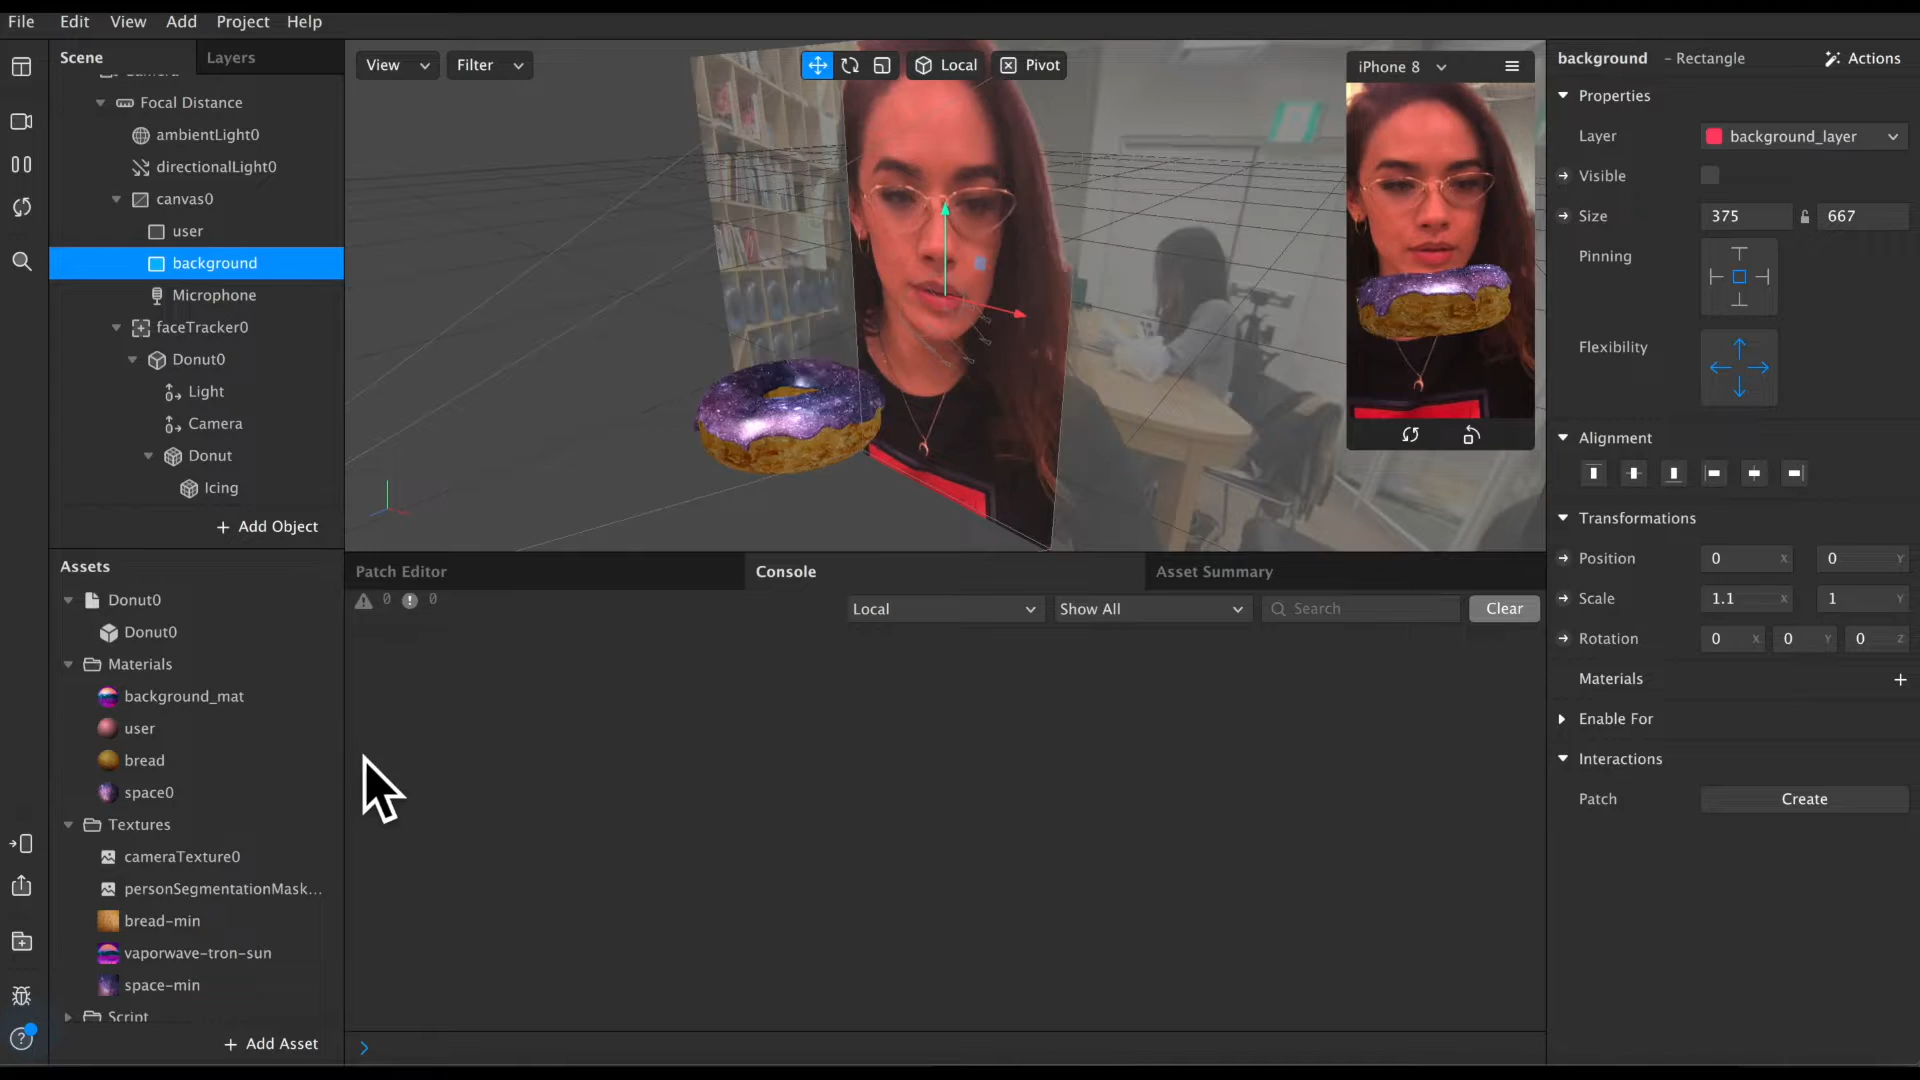 File Edit View Add Project Help
Scene Layers
Camera
Focal Distance
ambientLight0
directionalLight0
canvas0
user
background
Microphone
faceTracker0
Donut0
Light
Camera
Donut
Icing
+ Add Object
Assets
Donut0
Donut0
Materials
background_mat
user
bread
space0
Textures
cameraTexture0
personSegmentationMask...
bread-min
vaporwave-tron-sun
space-min
Script
+ Add Asset
View Filter Local Pivot
iPhone 8
Patch Editor Console Asset Summary
0 0 Local Show All Search Clear
background - Rectangle Actions
Properties
Layer background_layer
Visible
Size 375 667
Pinning
Flexibility
Alignment
Transformations
Position 0 X 0 Y
Scale 1.1 X 1 Y
Rotation 0 X 0 Y 0 Z
Materials +
Enable For
Interactions
Patch Create